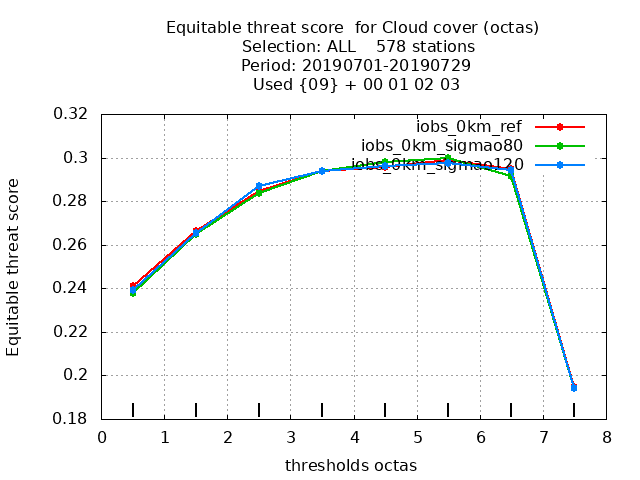 Equitable threat score  for Cloud cover (octas)
Selection: ALL    578 stations
Period: 20190701-20190729
Used {09} + 00 01 02 03
iobs_0km_ref
iobs_0km_sigmao80
iobs_0km_sigmao120
Equitable threat score
0.32
0.3
0.28
0.26
0.24
0.22
0.2
0.18
0 1 2 3 4 5 6 7 8
thresholds octas